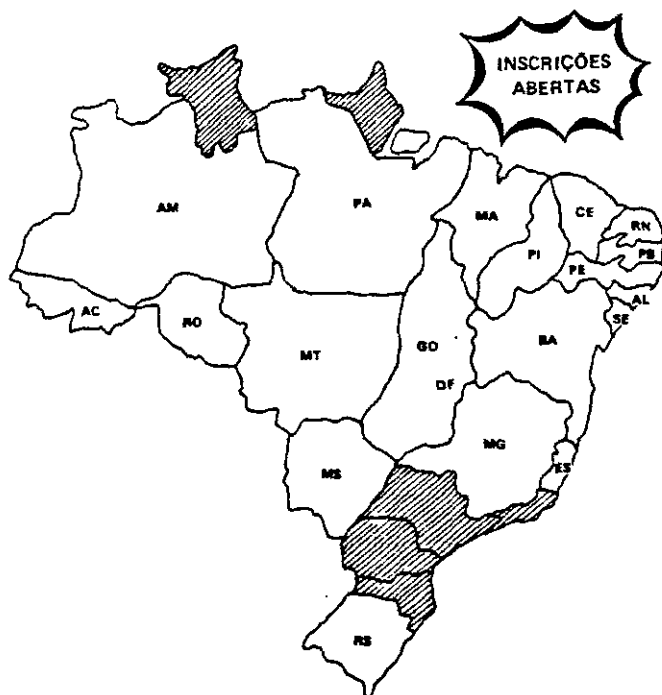 INSCRIÇÕES
ABERTAS
AM
PA
MA
CE
RN
PB
PI
PE
AL
SE
AC
RO
MT
GO
DF
BA
MG
ES
MS
RS